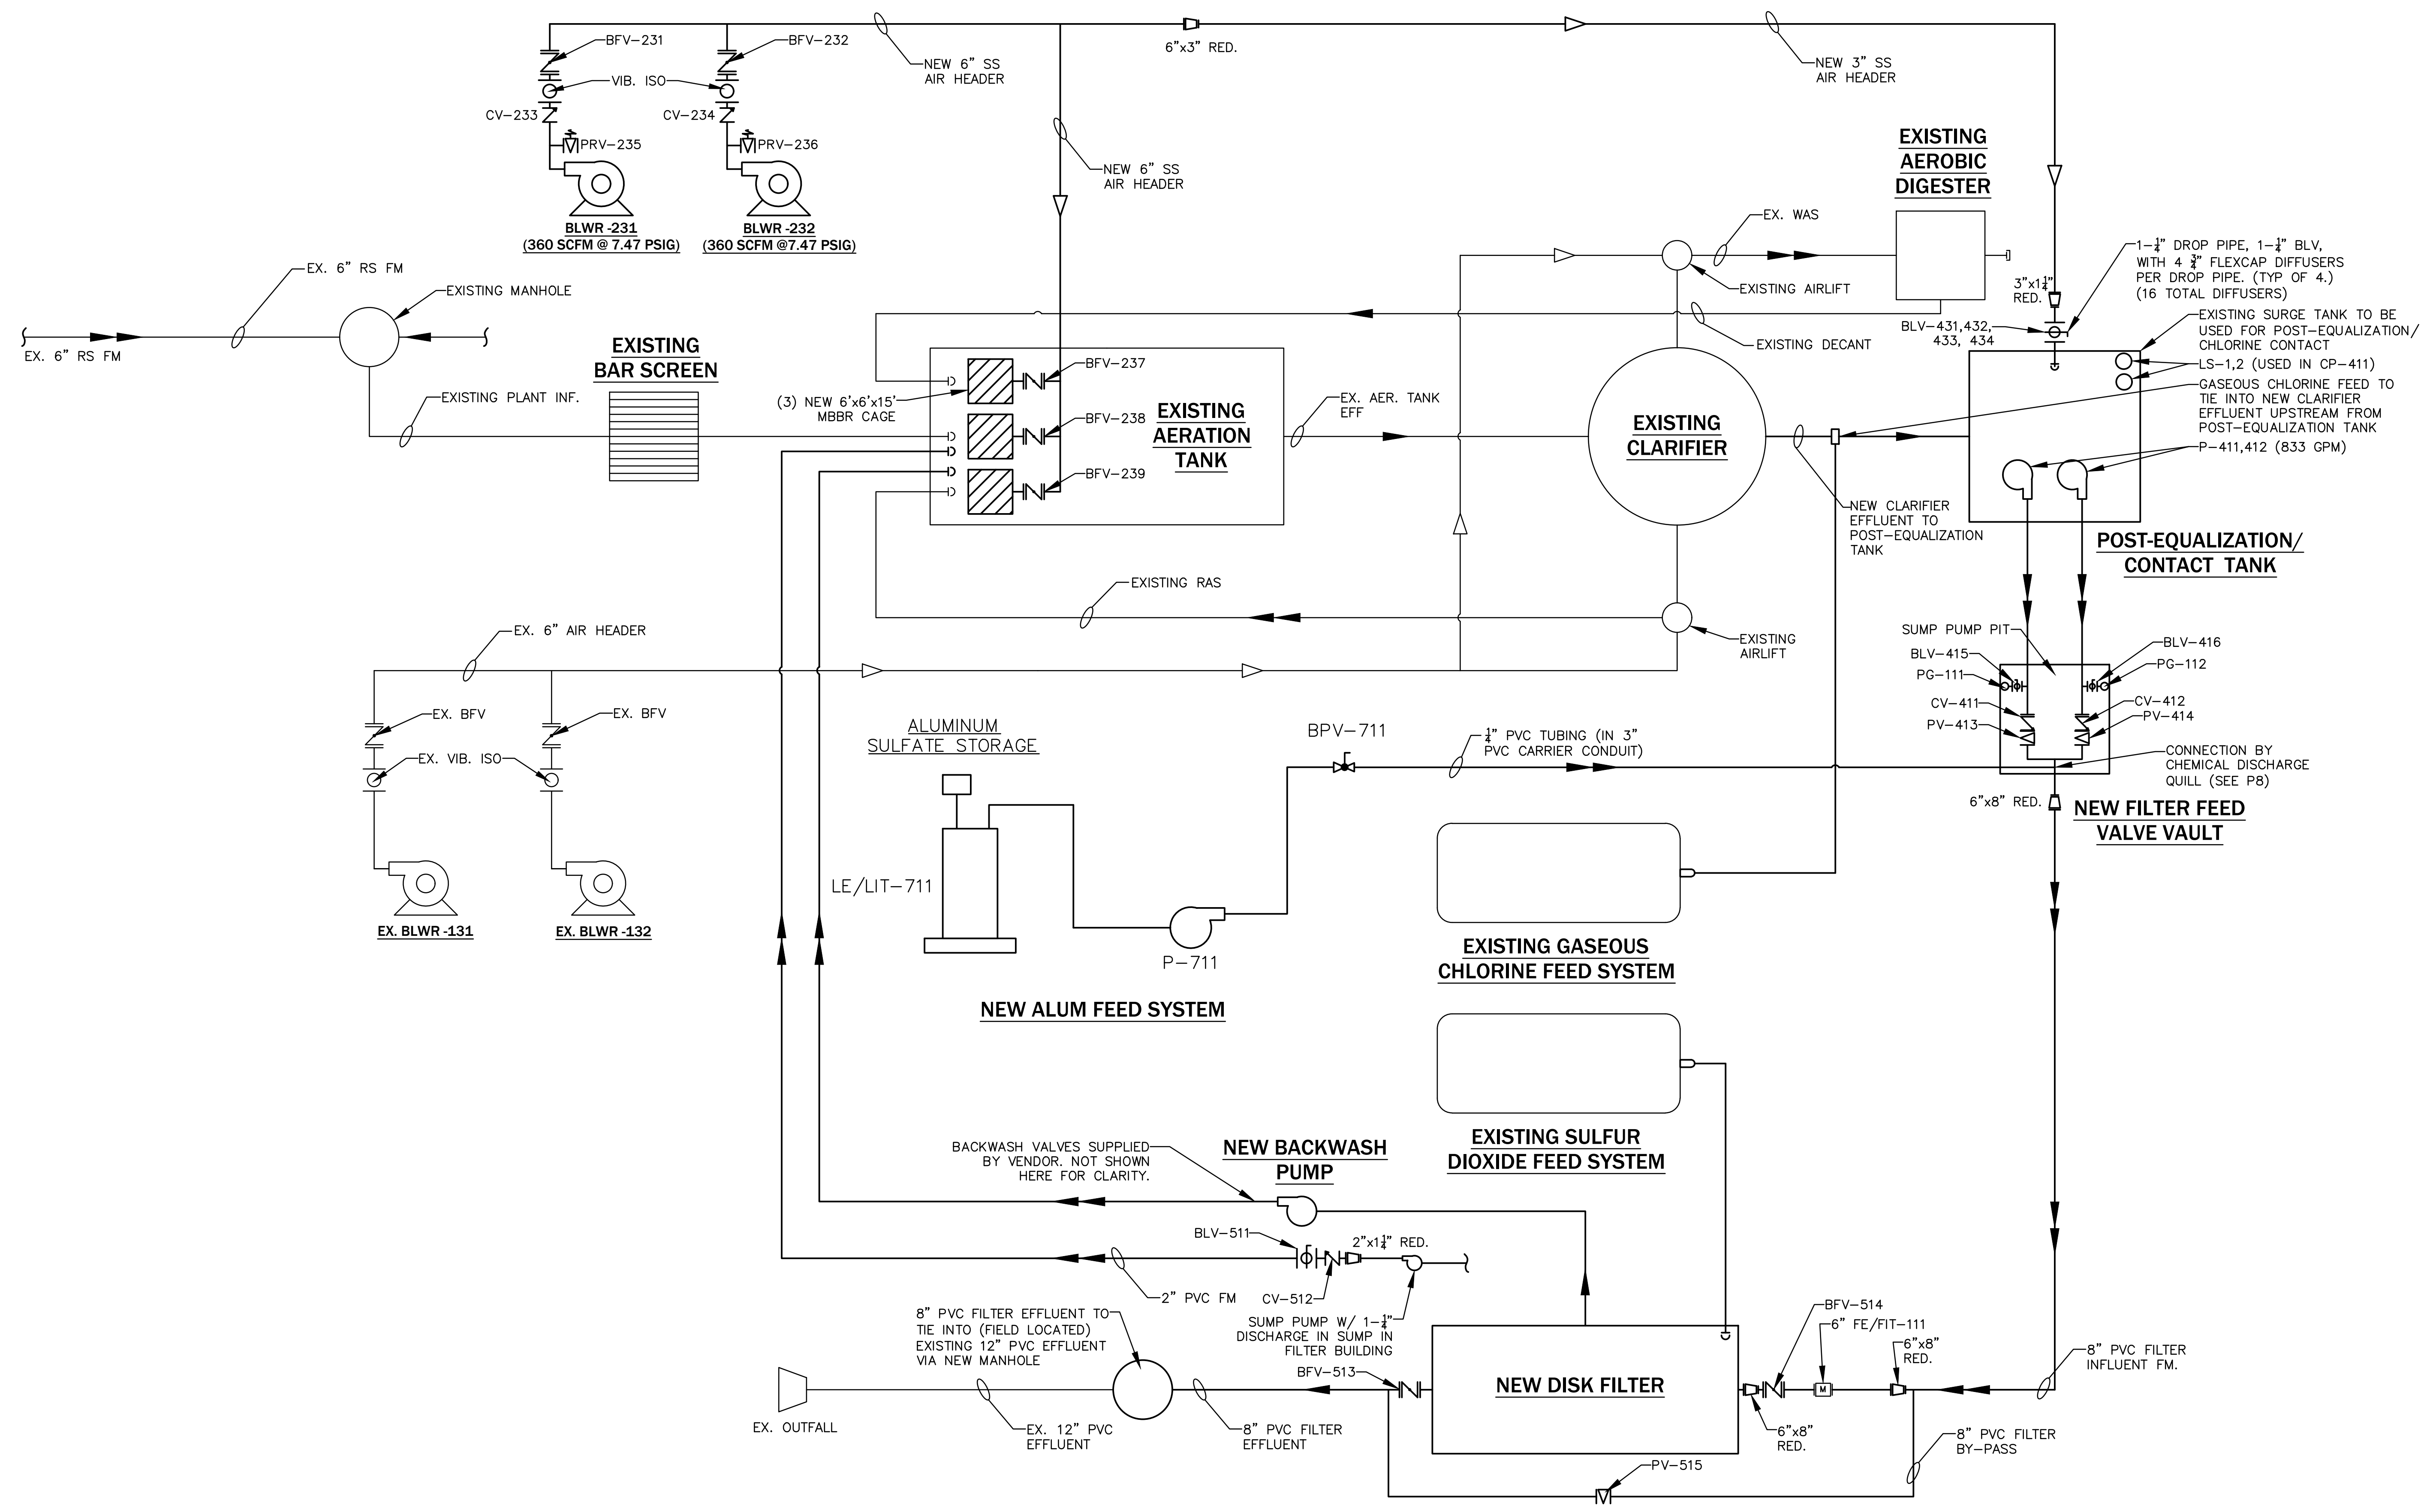 BFV-231
BFV-232
VIB. ISO
CV-233
CV-234
PRV-235
PRV-236
BLWR -231
(360 SCFM @ 7.47 PSIG)
BLWR -232
(360 SCFM @7.47 PSIG)
NEW 6" SS
AIR HEADER
6"x3" RED.
NEW 3" SS
AIR HEADER
NEW 6" SS
AIR HEADER
EXISTING
AEROBIC
DIGESTER
EX. WAS
EXISTING AIRLIFT
EXISTING DECANT
3"x1¼"
RED.
1-¼" DROP PIPE, 1-¼" BLV,
WITH 4 ¾" FLEXCAP DIFFUSERS
PER DROP PIPE. (TYP OF 4.)
(16 TOTAL DIFFUSERS)
BLV-431,432,
433, 434
EXISTING SURGE TANK TO BE
USED FOR POST-EQUALIZATION/
CHLORINE CONTACT
LS-1,2 (USED IN CP-411)
GASEOUS CHLORINE FEED TO
TIE INTO NEW CLARIFIER
EFFLUENT UPSTREAM FROM
POST-EQUALIZATION TANK
P-411,412 (833 GPM)
EX. 6" RS FM
EXISTING MANHOLE
EX. 6" RS FM
EXISTING PLANT INF.
EXISTING
BAR SCREEN
(3) NEW 6'x6'x15'
MBBR CAGE
BFV-237
BFV-238
BFV-239
EXISTING
AERATION
TANK
EX. AER. TANK
EFF
EXISTING
CLARIFIER
NEW CLARIFIER
EFFLUENT TO
POST-EQUALIZATION
TANK
POST-EQUALIZATION/
CONTACT TANK
EXISTING RAS
EXISTING
AIRLIFT
EX. 6" AIR HEADER
EX. BFV
EX. BFV
EX. VIB. ISO
EX. BLWR -131
EX. BLWR -132
SUMP PUMP PIT
BLV-415
PG-111
CV-411
PV-413
BLV-416
PG-112
CV-412
PV-414
CONNECTION BY
CHEMICAL DISCHARGE
QUILL (SEE P8)
6"x8" RED.
NEW FILTER FEED
VALVE VAULT
ALUMINUM
SULFATE STORAGE
LE/LIT-711
P-711
BPV-711
¼" PVC TUBING (IN 3"
PVC CARRIER CONDUIT)
NEW ALUM FEED SYSTEM
EXISTING GASEOUS
CHLORINE FEED SYSTEM
EXISTING SULFUR
DIOXIDE FEED SYSTEM
BACKWASH VALVES SUPPLIED
BY VENDOR. NOT SHOWN
HERE FOR CLARITY.
NEW BACKWASH
PUMP
BLV-511
2"x1¼" RED.
2" PVC FM
CV-512
SUMP PUMP W/ 1-¼"
DISCHARGE IN SUMP IN
FILTER BUILDING
8" PVC FILTER EFFLUENT TO
TIE INTO (FIELD LOCATED)
EXISTING 12" PVC EFFLUENT
VIA NEW MANHOLE
BFV-513
NEW DISK FILTER
BFV-514
6" FE/FIT-111
6"x8"
RED.
M
8" PVC FILTER
INFLUENT FM.
6"x8"
RED.
8" PVC FILTER
BY-PASS
PV-515
EX. OUTFALL
EX. 12" PVC
EFFLUENT
8" PVC FILTER
EFFLUENT